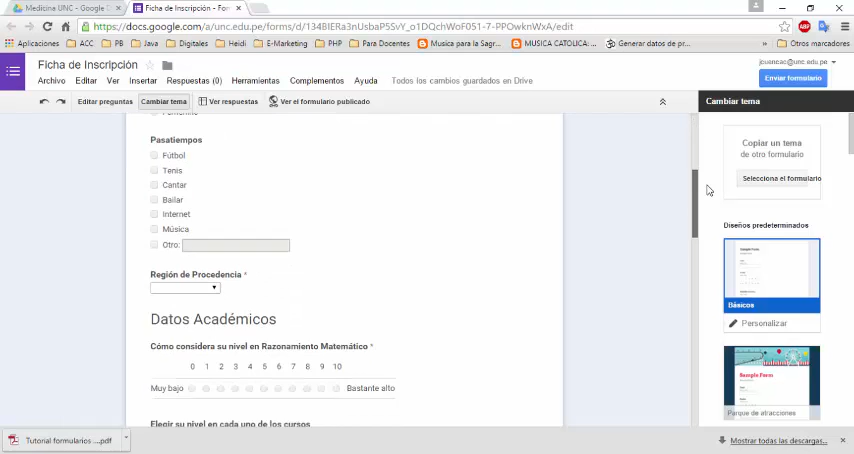 Medicina UNC - Google D
Ficha de Inscripción - For
https://docs.google.com/a/unc.edu.pe/forms/d/134BIERa3nUsbaP5SvY_o1DQchWoF051-7-PPOwknWxA/edit
Aplicaciones ACC PB Java Digitales Heidi E-Marketing PHP Para Docentes Musica para la Sagr... MUSICA CATOLICA: ... Generar datos de pr... » Otros marcadores
Ficha de Inscripción
jouencac@unc.edu.pe
Archivo Editar Ver Insertar Respuestas (0) Herramientas Complementos Ayuda Todos los cambios guardados en Drive
Enviar formulario
Editar preguntas Cambiar tema Ver respuestas Ver el formulario publicado
Cambiar tema
Femenino
Pasatiempos
Fútbol
Tenis
Cantar
Bailar
Internet
Música
Otro:
Región de Procedencia *
Datos Académicos
Cómo considera su nivel en Razonamiento Matemático *
0 1 2 3 4 5 6 7 8 9 10
Muy bajo Bastante alto
Elegir su nivel en cada uno de los cursos
Copiar un tema
de otro formulario
Selecciona el formulario
Diseños predeterminados
Sample Form
Básicos
Personalizar
Sample Form
Parque de atracciones
Tutorial formularios ....pdf
Mostrar todas las descargas...